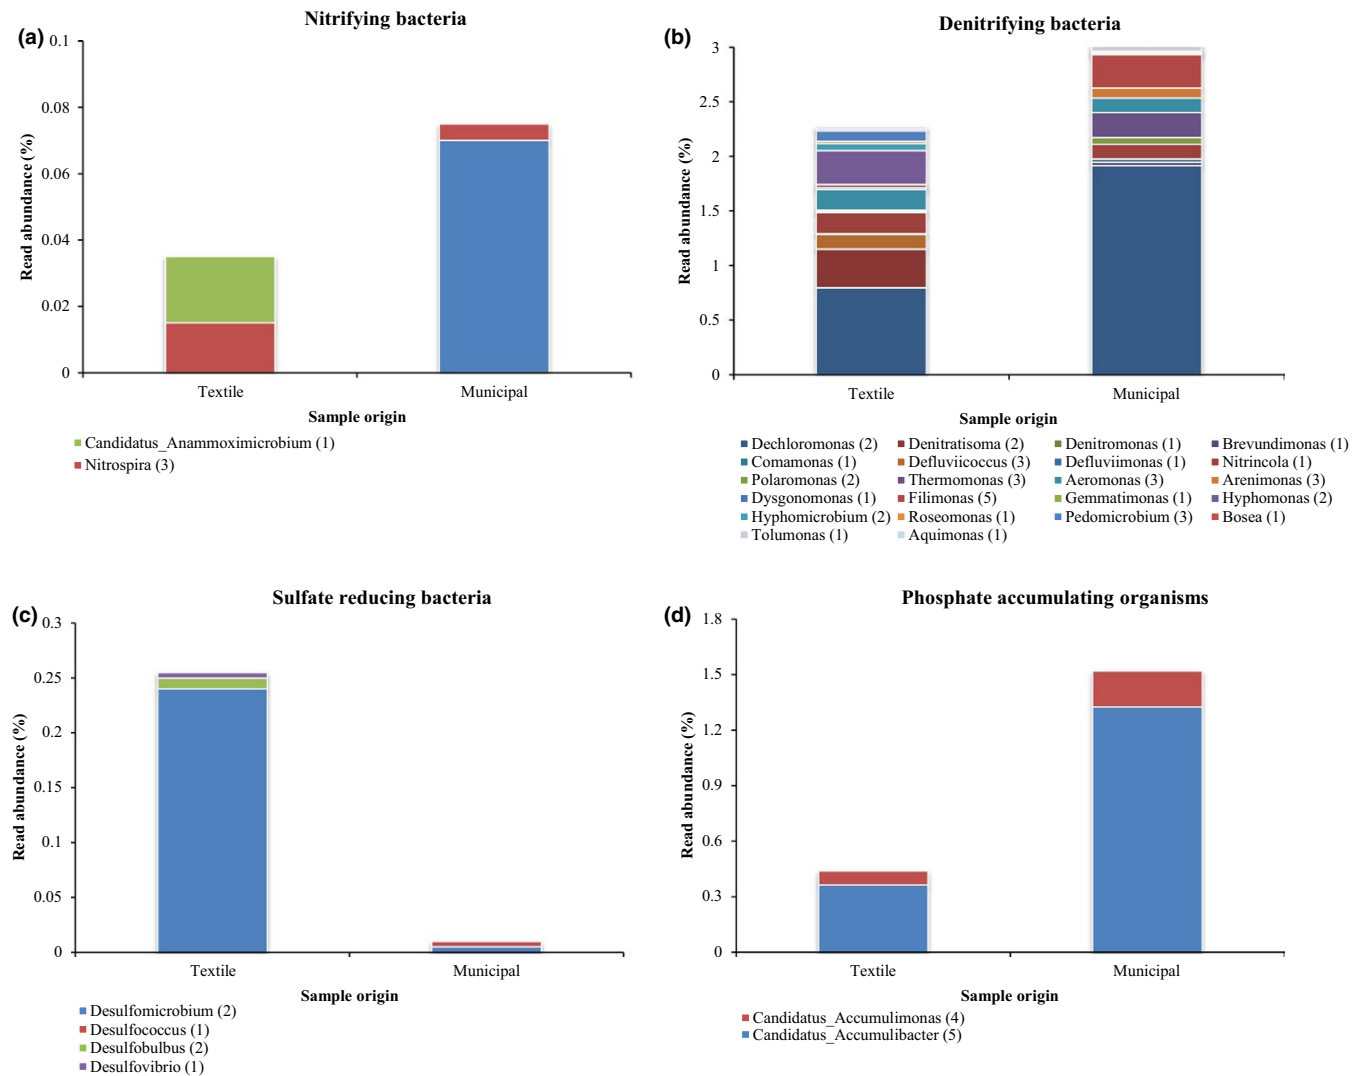 Nitrifying bacteria
(a)
0.1
0.08
0.06
0.04
0.02
0
Read abundance (%)
Textile
Municipal
Sample origin
Candidatus_Anammoximicrobium (1)
Nitrospira (3)
Denitrifying bacteria
(b)
3
2.5
2
1.5
1
0.5
0
Read abundance (%)
Textile
Municipal
Sample origin
Dechloromonas (2) Denitratisoma (2) Denitromonas (1) Brevundimonas (1)
Comamonas (1) Defluviicoccus (3) Defluviimonas (1) Nitrincola (1)
Polaromonas (2) Thermomonas (3) Aeromonas (3) Arenimonas (3)
Dysgonomonas (1) Filimonas (5) Gemmatimonas (1) Hyphomonas (2)
Hyphomicrobium (2) Roseomonas (1) Pedomicrobium (3) Bosea (1)
Tolumonas (1) Aquimonas (1)
Sulfate reducing bacteria
(c)
0.3
0.25
0.2
0.15
0.1
0.05
0
Read abundance (%)
Textile
Municipal
Sample origin
Desulfomicrobium (2)
Desulfococcus (1)
Desulfobulbus (2)
Desulfovibrio (1)
Phosphate accumulating organisms
(d)
1.8
1.5
1.2
0.9
0.6
0.3
0
Read abundance (%)
Textile
Municipal
Sample origin
Candidatus_Accumulimonas (4)
Candidatus_Accumulibacter (5)